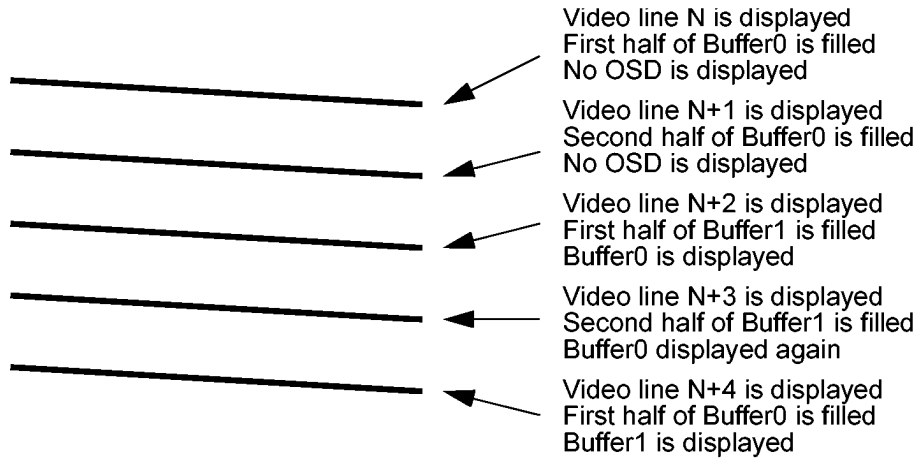 Video line N is displayed
First half of Buffer0 is filled
No OSD is displayed
Video line N+1 is displayed
Second half of Buffer0 is filled
No OSD is displayed
Video line N+2 is displayed
First half of Buffer1 is filled
Buffer0 is displayed
Video line N+3 is displayed
Second half of Buffer1 is filled
Buffer0 displayed again
Video line N+4 is displayed
First half of Buffer0 is filled
Buffer1 is displayed